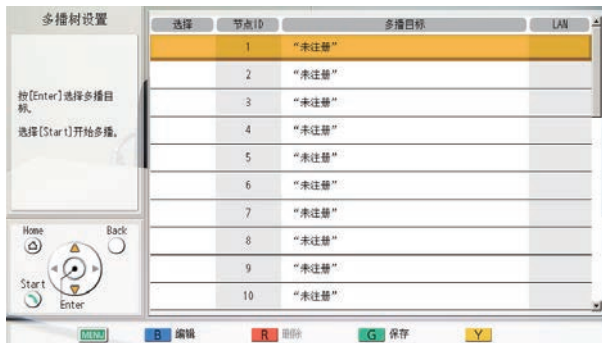 多播树设置
选择 节点ID 多播目标 LAN
1 “未注册”
2 “未注册”
3 “未注册”
4 “未注册”
5 “未注册”
6 “未注册”
7 “未注册”
8 “未注册”
9 “未注册”
10 “未注册”
按[Enter]选择多播目
标。
选择[Start]开始多播。
Home Back
Start
Enter
MENU B 编辑 R 删除 G 保存 Y